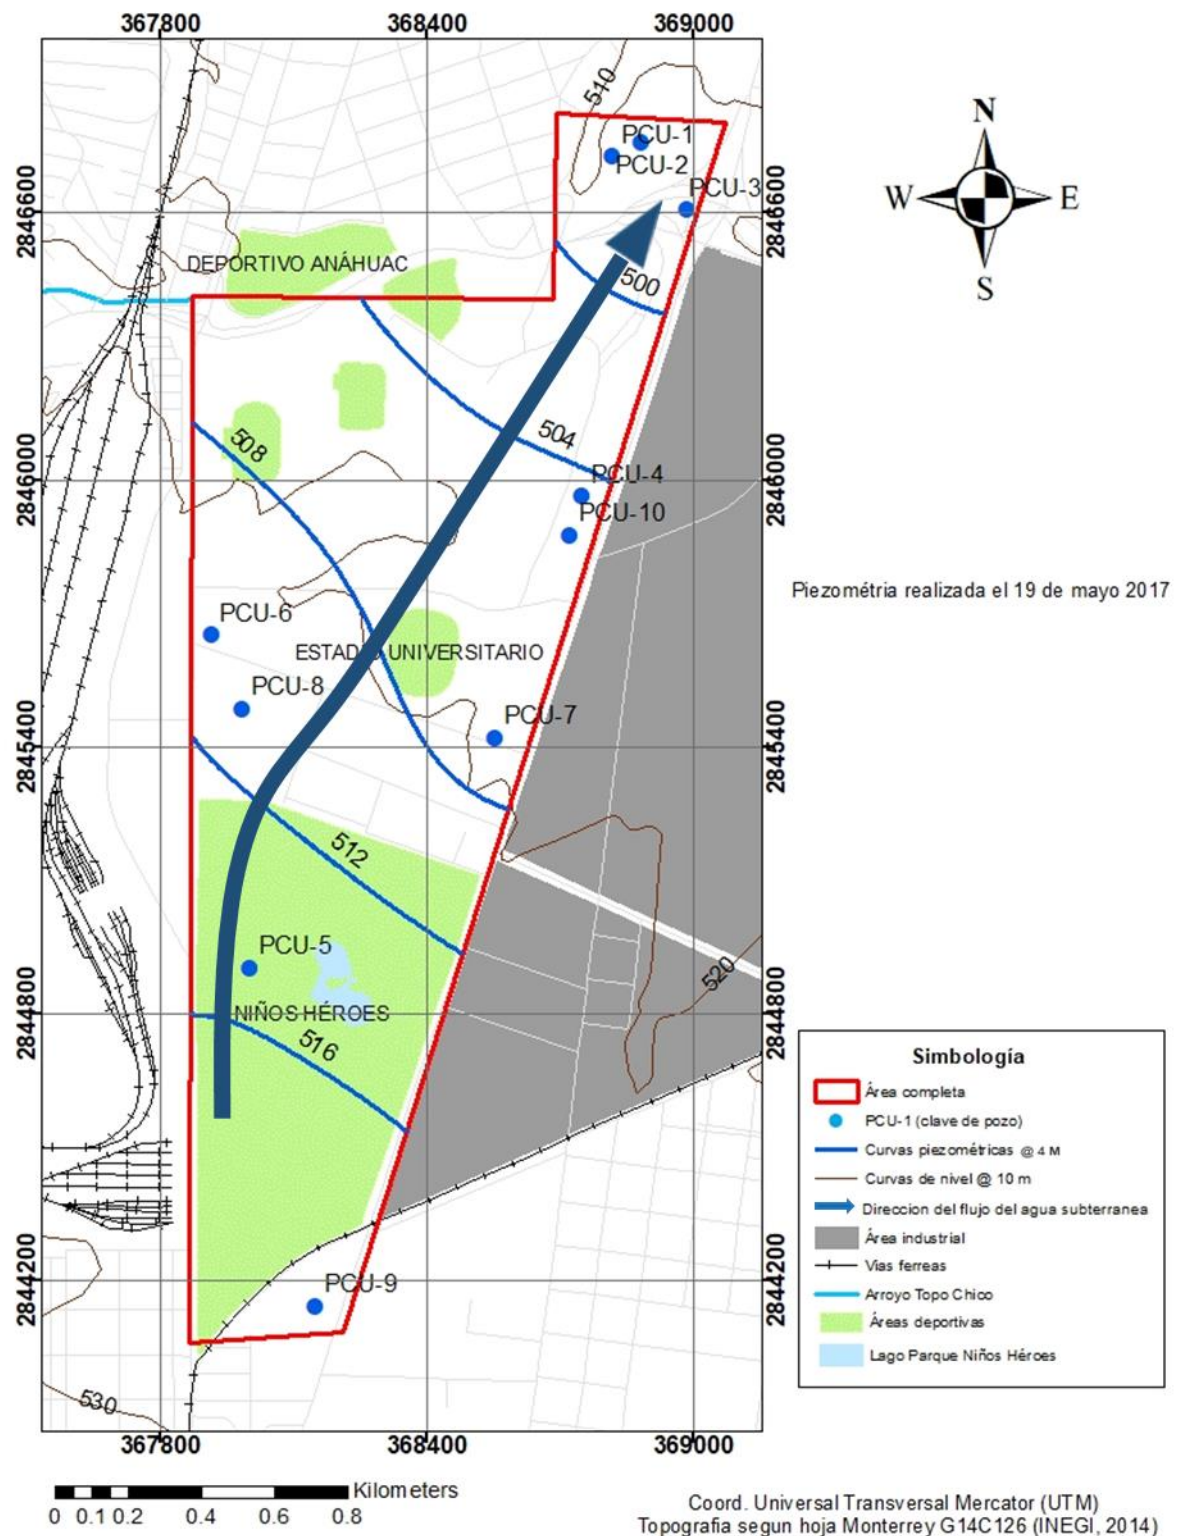 367800 368400 369000
510
PCU-1
PCU-2
PCU-3
N
W E
S
2846600 2846600
DEPORTIVO ANÁHUAC
500
508
504
2846000 2846000
PCU-4
PCU-10
Piezométria realizada el 19 de mayo 2017
PCU-6
ESTADIO UNIVERSITARIO
PCU-8
PCU-7
2845400 2845400
512
PCU-5
520
NIÑOS HÉROES
2844800 2844800
516
Simbología
Área completa
PCU-1 (clave de pozo)
Curvas piezométricas @ 4 M
Curvas de nivel @ 10 m
Direccion del flujo del agua subterranea
Área industrial
Vias ferreas
Arroyo Topo Chico
Áreas deportivas
Lago Parque Niños Héroes
2844200 2844200
PCU-9
530
367800 368400 369000
Kilometers
0 0.1 0.2 0.4 0.6 0.8
Coord. Universal Transversal Mercator (UTM)
Topografia segun hoja Monterrey G14C126 (INEGI, 2014)